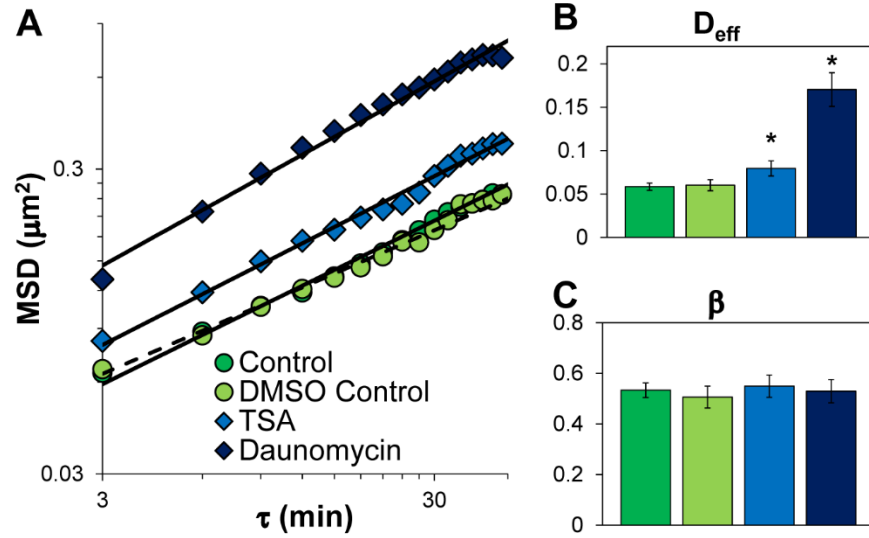 A
MSD (μm²)
0.3
0.03
3
30
τ (min)
Control
DMSO Control
TSA
Daunomycin
B
D_eff
0.2
0.15
0.1
0.05
0
*
*
C
β
0.8
0.6
0.4
0.2
0